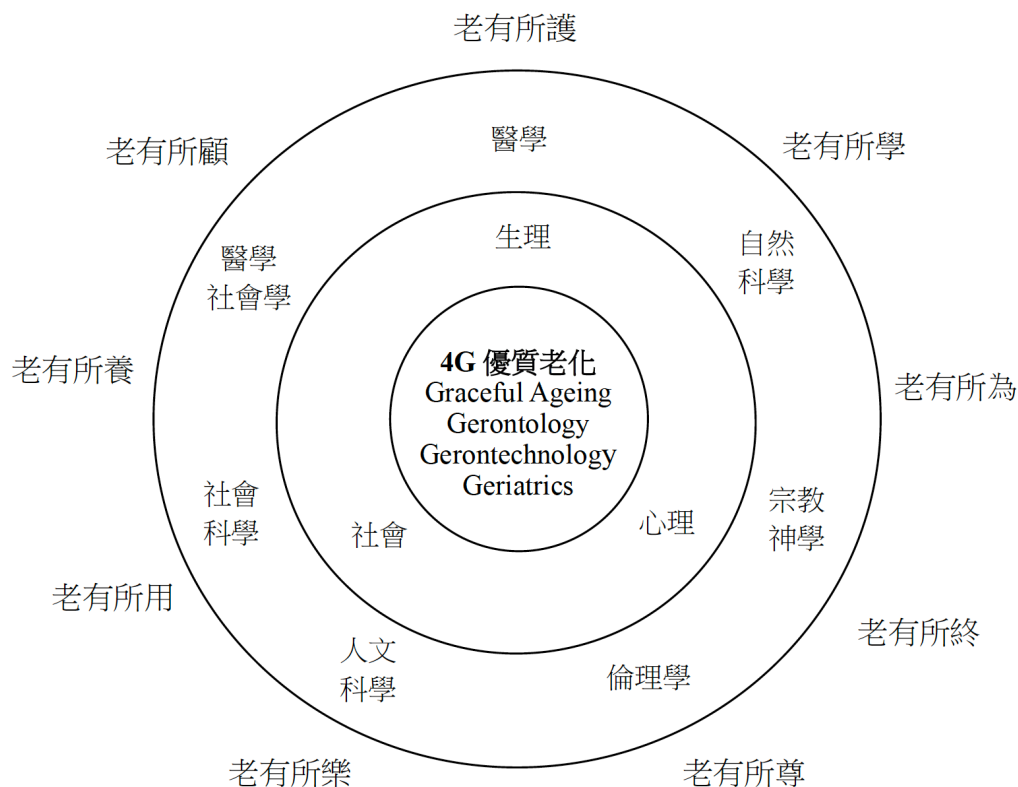 老有所護
老有所顧
醫學
老有所學
生理
自然
科學
醫學
社會學
4G 優質老化
Graceful Ageing
Gerontology
Gerontechnology
Geriatrics
老有所養
老有所為
社會
科學
社會
心理
宗教
神學
老有所用
老有所終
人文
科學
倫理學
老有所樂
老有所尊